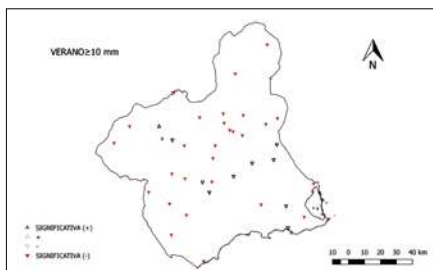 VERANO≥10 mm
N
SIGNIFICATIVA (+)
+
-
SIGNIFICATIVA (-)
10 0 10 20 30 40 km